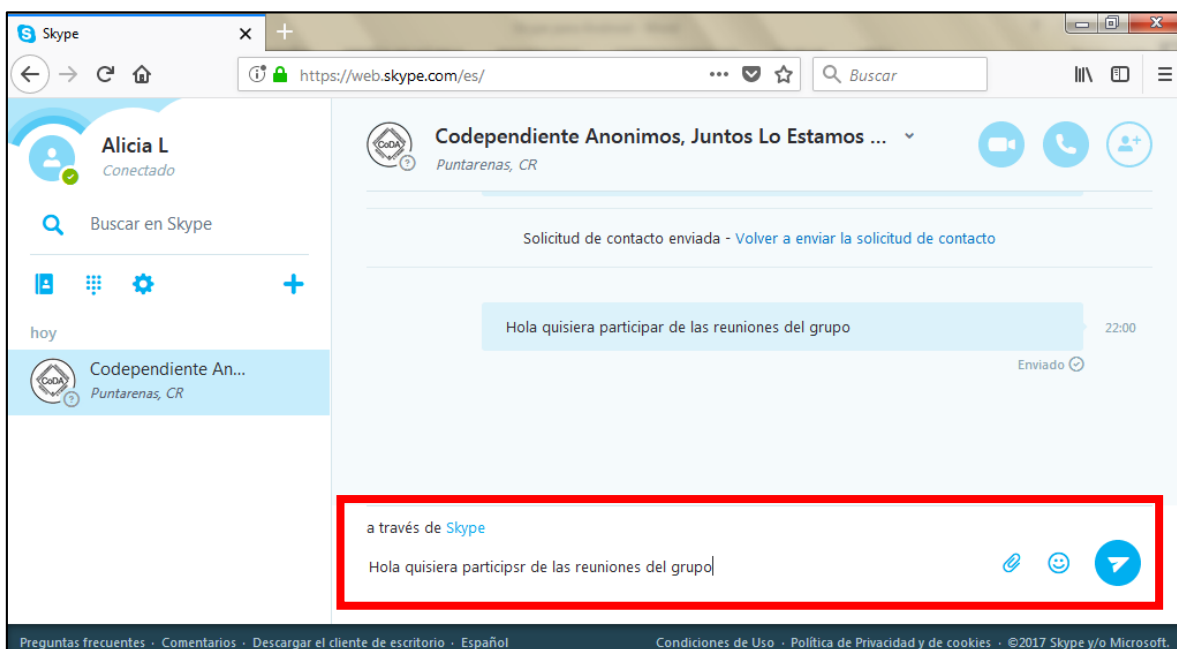 Skype
https://web.skype.com/es/
Buscar
Alicia L
Conectado
Buscar en Skype
hoy
CoDA
Codependiente An...
Puntarenas, CR
CoDA
Codependiente Anonimos, Juntos Lo Estamos ...
Puntarenas, CR
Solicitud de contacto enviada - Volver a enviar la solicitud de contacto
Hola quisiera participar de las reuniones del grupo
22:00
Enviado
a través de Skype
Hola quisiera participsr de las reuniones del grupo
Preguntas frecuentes · Comentarios · Descargar el cliente de escritorio · Español
Condiciones de Uso · Política de Privacidad y de cookies · ©2017 Skype y/o Microsoft.